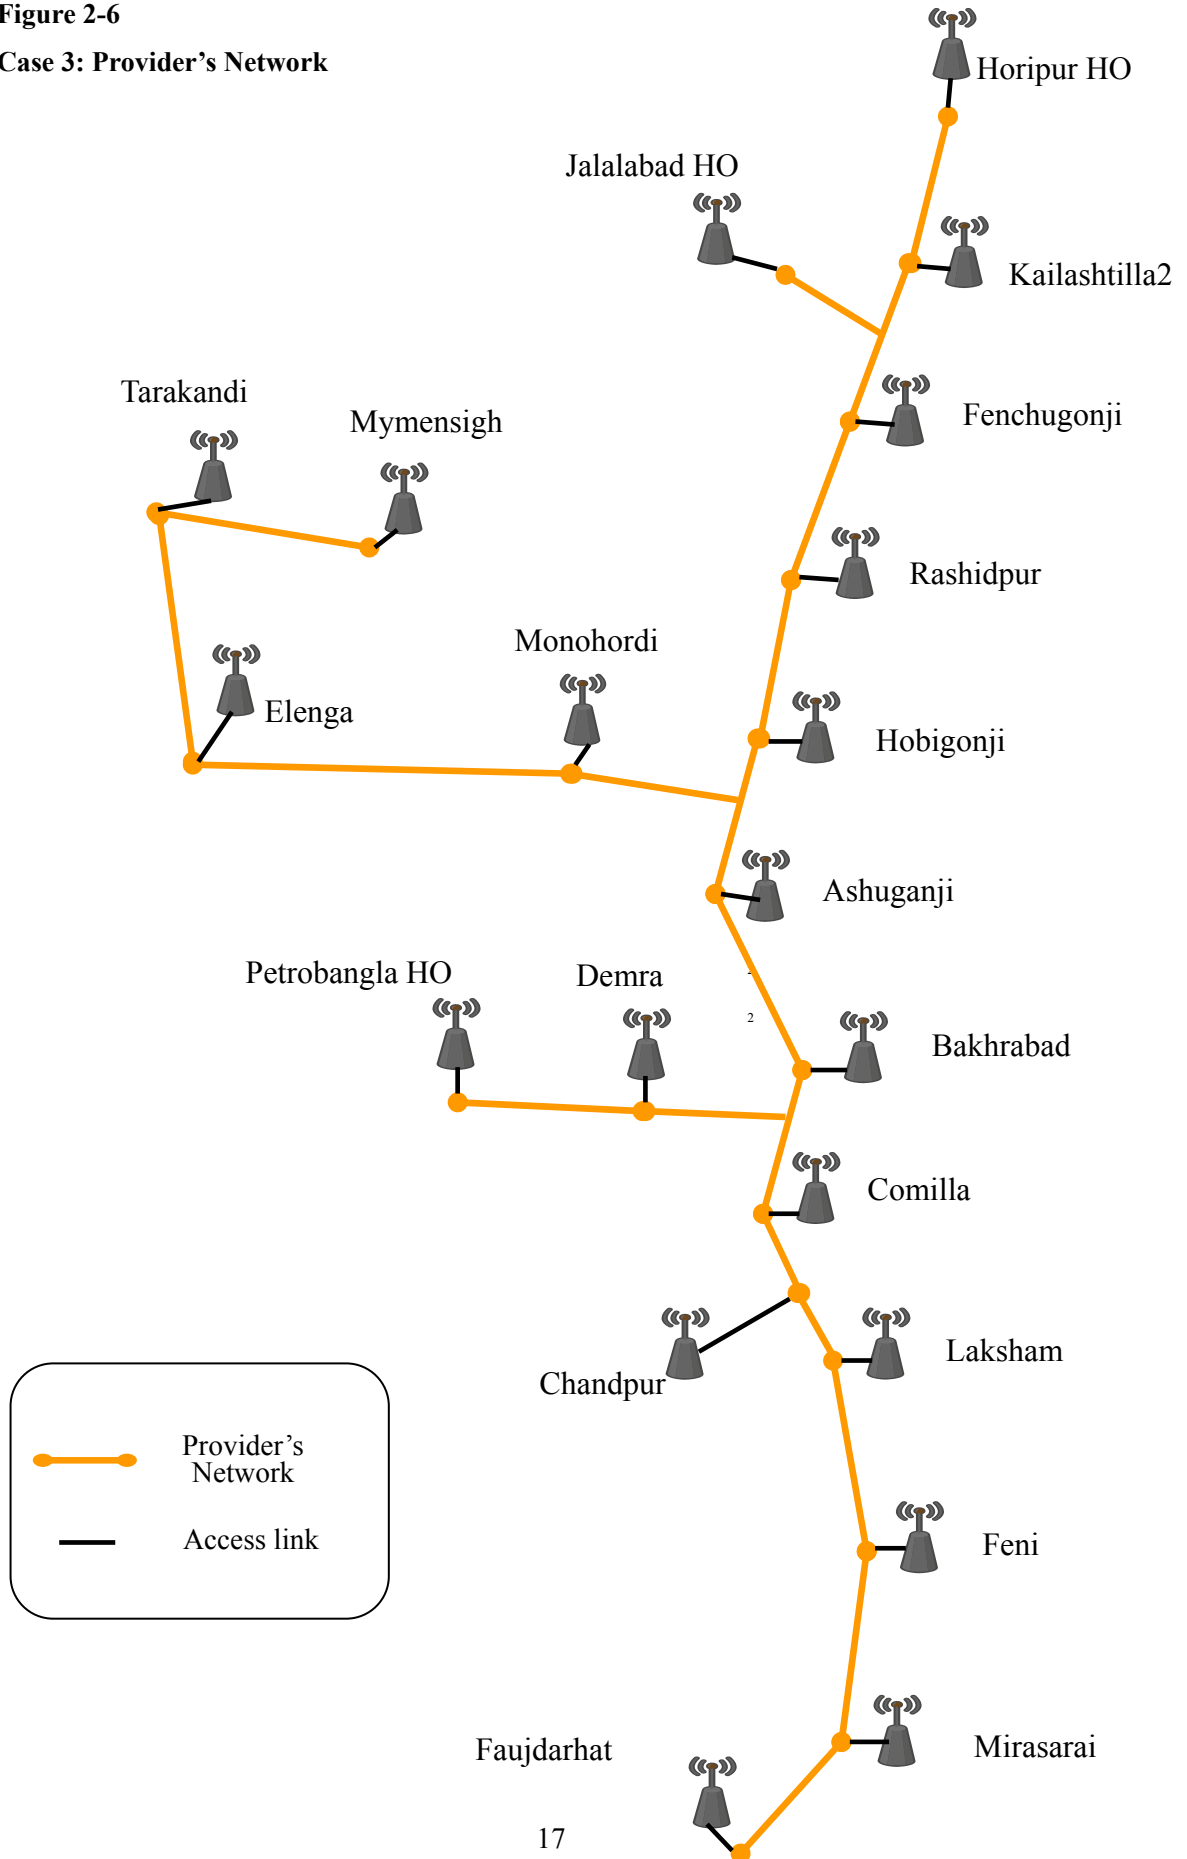 Figure 2-6
Case 3: Provider’s Network
Horipur HO
Jalalabad HO
Kailashtilla2
Tarakandi
Mymensigh
Fenchugonji
Rashidpur
Monohordi
Elenga
Hobigonji
Ashuganji
Petrobangla HO
Demra
2
Bakhrabad
Comilla
Laksham
Chandpur
Provider’s
Network
Access link
Feni
Mirasarai
Faujdarhat
17